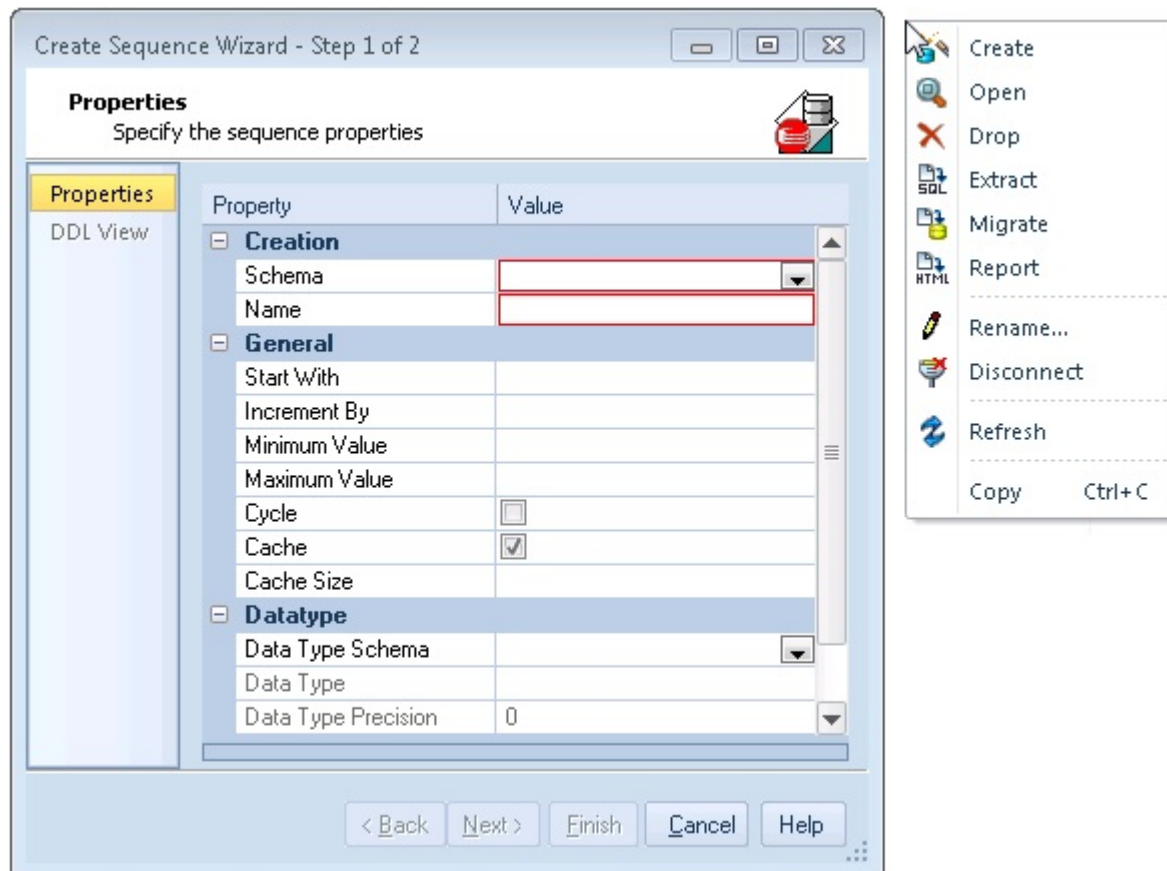 Create Sequence Wizard - Step 1 of 2
Properties
Specify the sequence properties
Properties
DDL View
Property Value
Creation
Schema
Name
General
Start With
Increment By
Minimum Value
Maximum Value
Cycle
Cache
Cache Size
Datatype
Data Type Schema
Data Type
Data Type Precision 0
< Back Next > Finish Cancel Help
Create
Open
Drop
SQL Extract
Migrate
HTML Report
Rename...
Disconnect
Refresh
Copy Ctrl+C